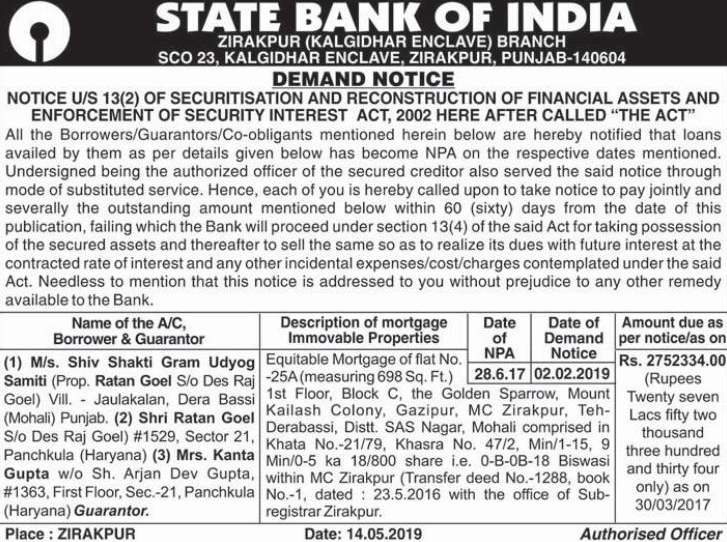 STATE BANK OF INDIA
ZIRAKPUR (KALGIDHAR ENCLAVE) BRANCH
SCO 23, KALGIDHAR ENCLAVE, ZIRAKPUR, PUNJAB-140604
DEMAND NOTICE
NOTICE U/S 13(2) OF SECURITISATION AND RECONSTRUCTION OF FINANCIAL ASSETS AND
ENFORCEMENT OF SECURITY INTEREST ACT, 2002 HERE AFTER CALLED “THE ACT”
All the Borrowers/Guarantors/Co-obligants mentioned herein below are hereby notified that loans
availed by them as per details given below has become NPA on the respective dates mentioned.
Undersigned being the authorized officer of the secured creditor also served the said notice through
mode of substituted service. Hence, each of you is hereby called upon to take notice to pay jointly and
severally the outstanding amount mentioned below within 60 (sixty) days from the date of this
publication, failing which the Bank will proceed under section 13(4) of the said Act for taking possession
of the secured assets and thereafter to sell the same so as to realize its dues with future interest at the
contracted rate of interest and any other incidental expenses/cost/charges contemplated under the said
Act. Needless to mention that this notice is addressed to you without prejudice to any other remedy
available to the Bank.
Name of the A/C,
Borrower & Guarantor
(1) M/s. Shiv Shakti Gram Udyog
Samiti (Prop. Ratan Goel S/o Des Raj
Goel) Vill. - Jaulakalan, Dera Bassi
(Mohali) Punjab. (2) Shri Ratan Goel
S/o Des Raj Goel) #1529, Sector 21,
Panchkula (Haryana) (3) Mrs. Kanta
Gupta w/o Sh. Arjan Dev Gupta,
#1363, First Floor, Sec.-21, Panchkula
(Haryana) Guarantor.
Description of mortgage
Immovable Properties
Equitable Mortgage of flat No.
-25A (measuring 698 Sq. Ft.)
1st Floor, Block C, the Golden Sparrow, Mount
Kailash Colony, Gazipur, MC Zirakpur, Teh-
Derabassi, Distt. SAS Nagar, Mohali comprised in
Khata No.-21/79, Khasra No. 47/2, Min/1-15, 9
Min/0-5 ka 18/800 share i.e. 0-B-0B-18 Biswasi
within MC Zirakpur (Transfer deed No.-1288, book
No.-1, dated : 23.5.2016 with the office of Sub-
registrar Zirakpur.
Date
of
NPA
28.6.17
Date of
Demand
Notice
02.02.2019
Amount due as
per notice/as on
Rs. 2752334.00
(Rupees
Twenty seven
Lacs fifty two
thousand
three hundred
and thirty four
only) as on
30/03/2017
Place : ZIRAKPUR
Date: 14.05.2019
Authorised Officer